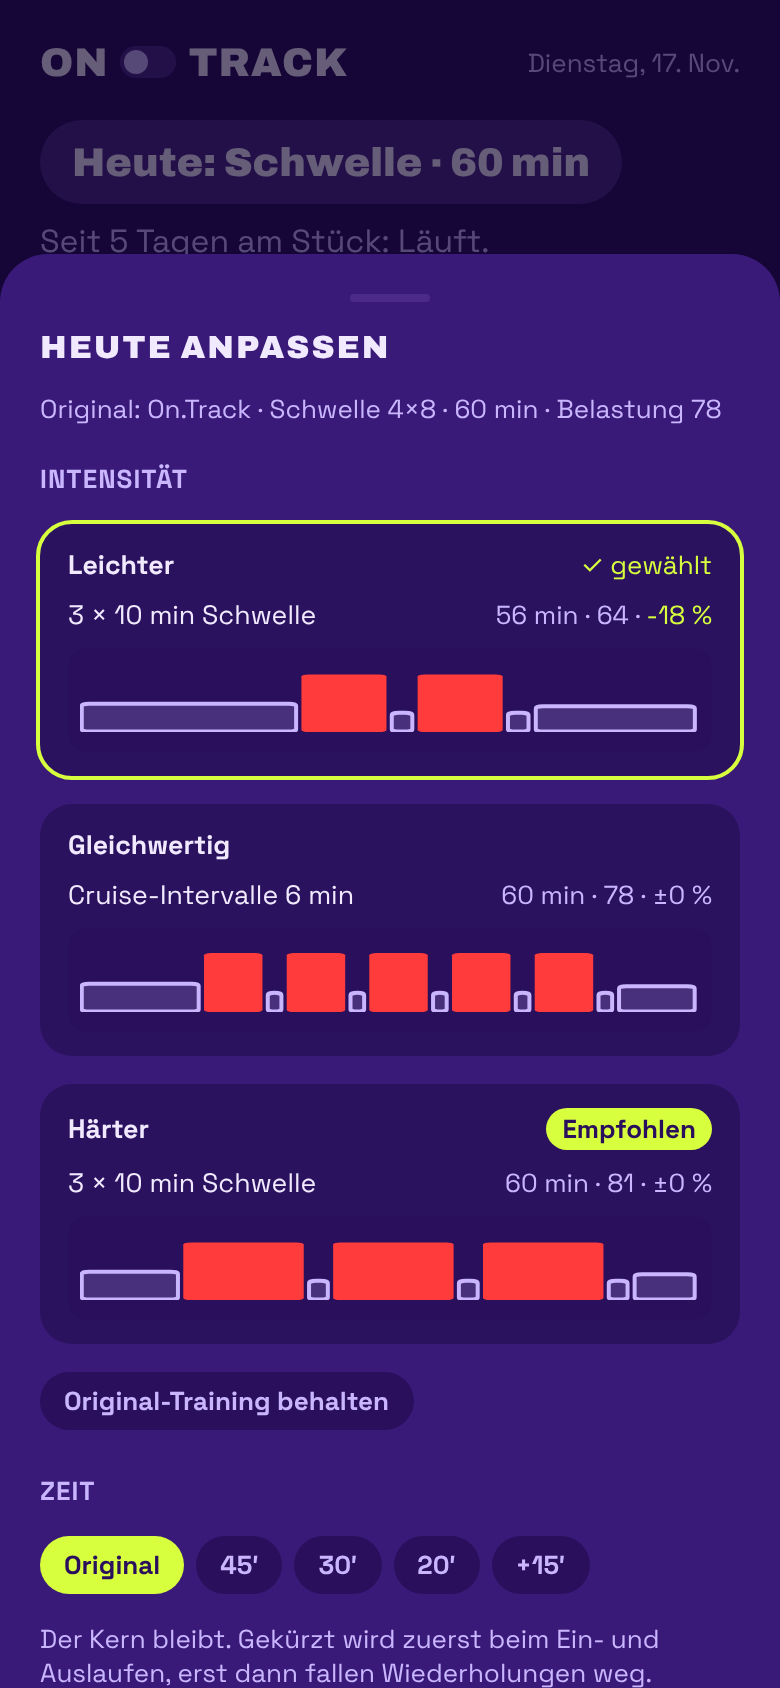 ON TRACK
Dienstag, 17. Nov.
Heute: Schwelle · 60 min
Seit 5 Tagen am Stück: Läuft.
HEUTE ANPASSEN
Original: On.Track · Schwelle 4×8 · 60 min · Belastung 78
INTENSITÄT
Leichter
✓ gewählt
3 × 10 min Schwelle
56 min · 64 · -18 %
Gleichwertig
Cruise-Intervalle 6 min
60 min · 78 · ±0 %
Härter
Empfohlen
3 × 10 min Schwelle
60 min · 81 · ±0 %
Original-Training behalten
ZEIT
Original
45′
30′
20′
+15′
Der Kern bleibt. Gekürzt wird zuerst beim Ein- und
Auslaufen, erst dann fallen Wiederholungen weg.